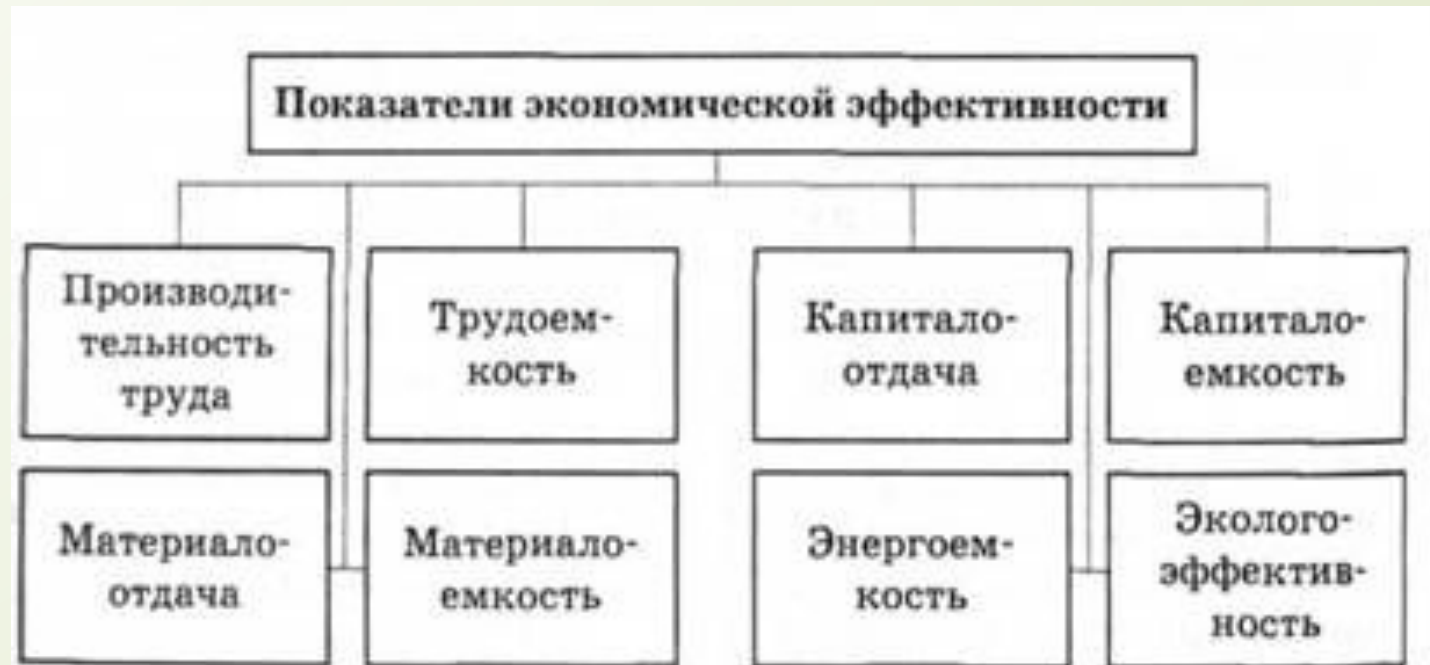 Показатели экономической эффективности
Производи-
тельность
труда
Трудоем-
кость
Капитало-
отдача
Капитало-
емкость
Материало-
отдача
Материало-
емкость
Энергоем-
кость
Эколого-
эффектив-
ность